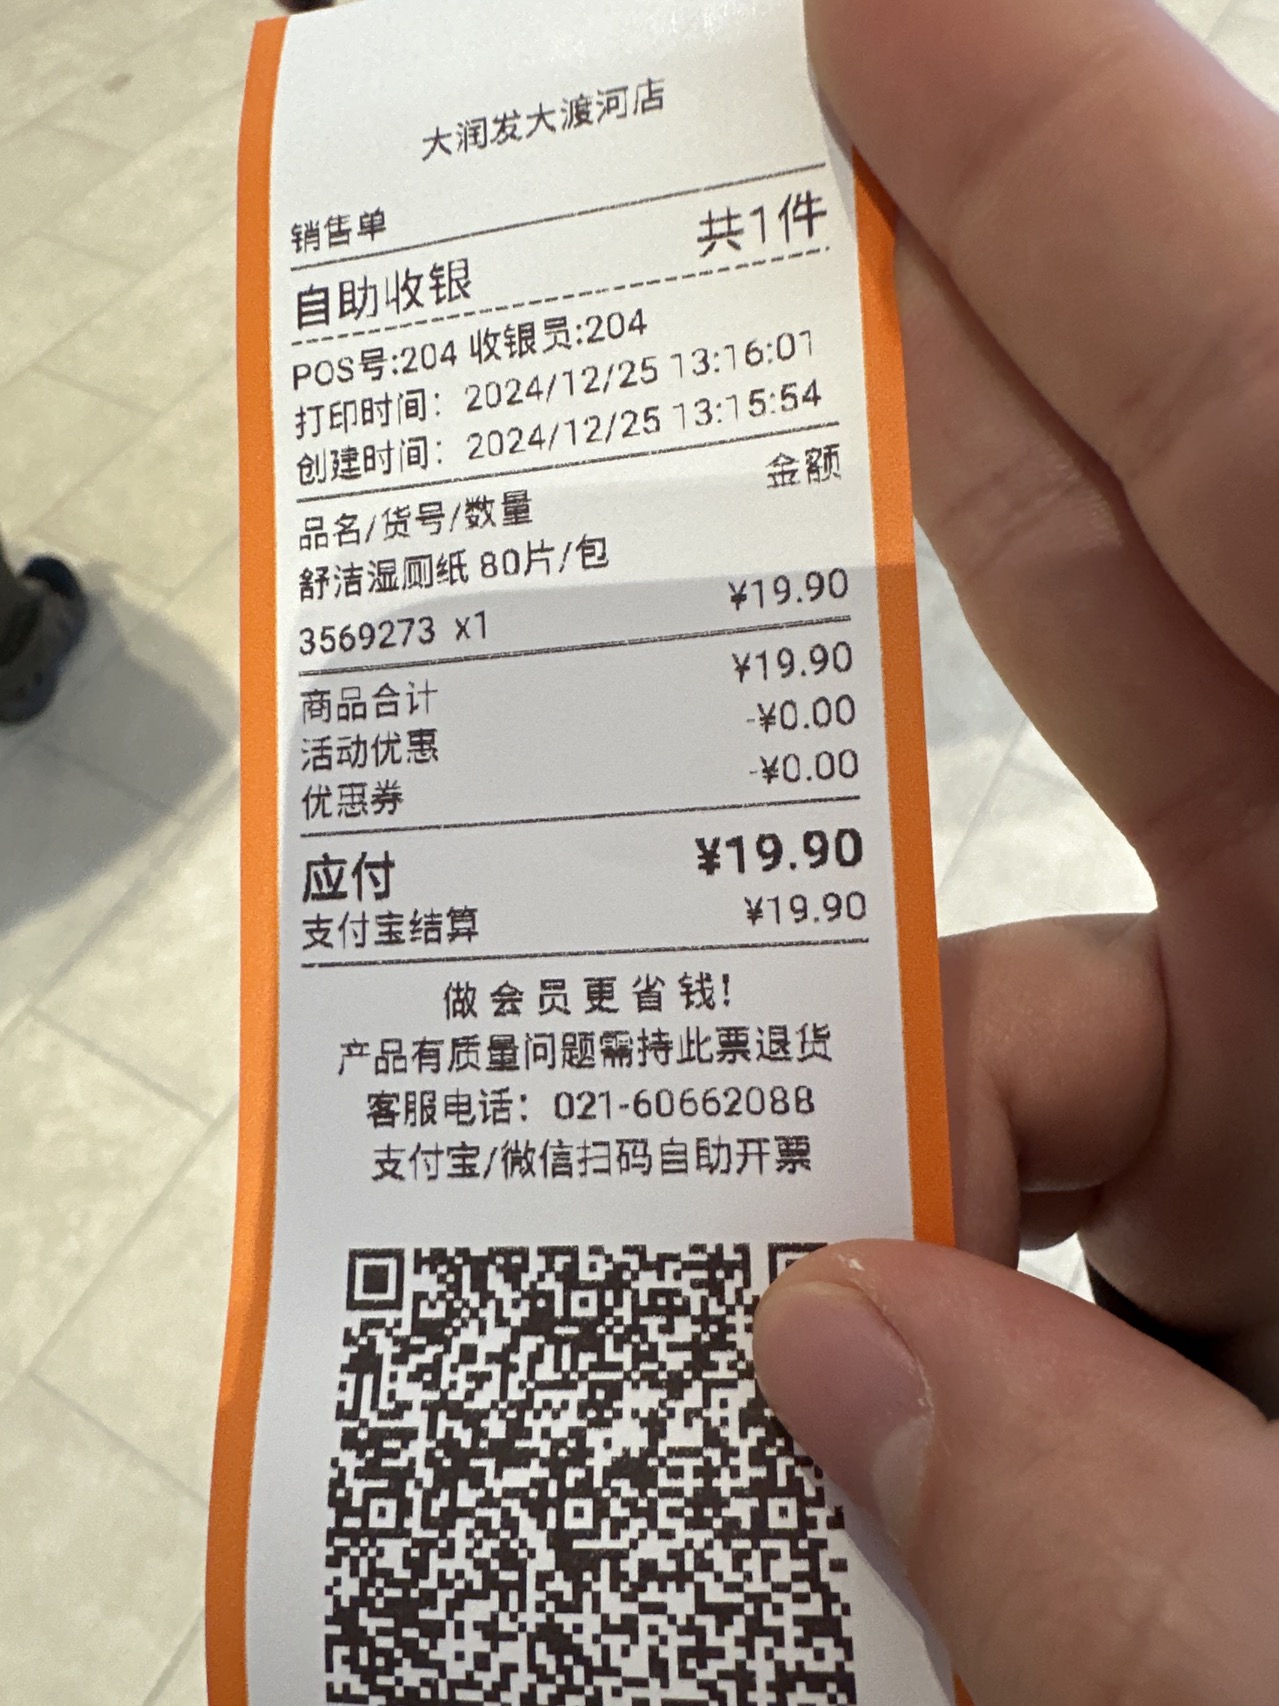 大润发大渡河店
销售单
自助收银 共1件
POS号:204 收银员:204
打印时间：2024/12/25 13:16:01
创建时间：2024/12/25 13:15:54
品名/货号/数量 金额
舒洁湿厕纸 80片/包
3569273 x1 ¥19.90
商品合计 ¥19.90
活动优惠 -¥0.00
优惠券 -¥0.00
应付 ¥19.90
支付宝结算 ¥19.90
做会员更省钱!
产品有质量问题需持此票退货
客服电话：021-60662088
支付宝/微信扫码自助开票